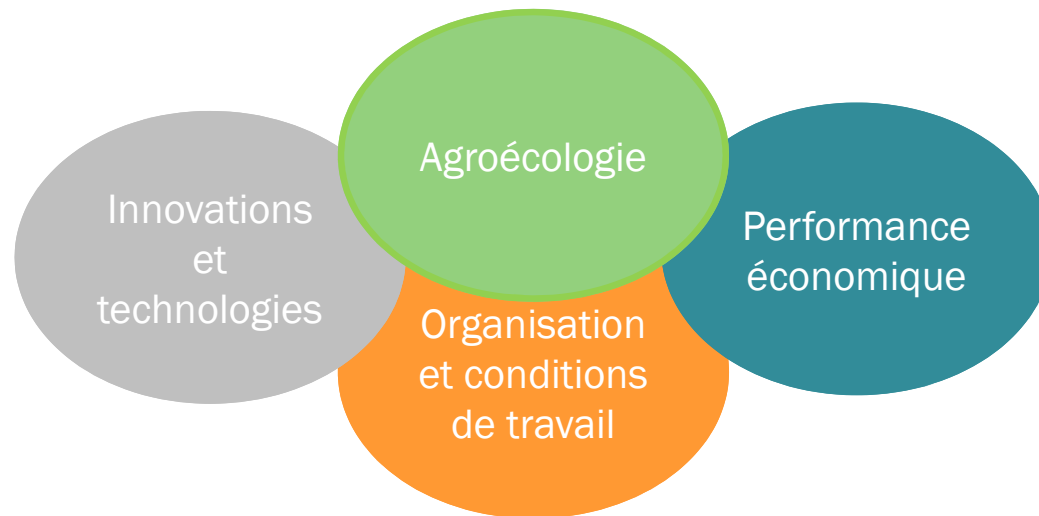 Agroécologie
Innovations
et
technologies
Performance
économique
Organisation
et conditions
de travail